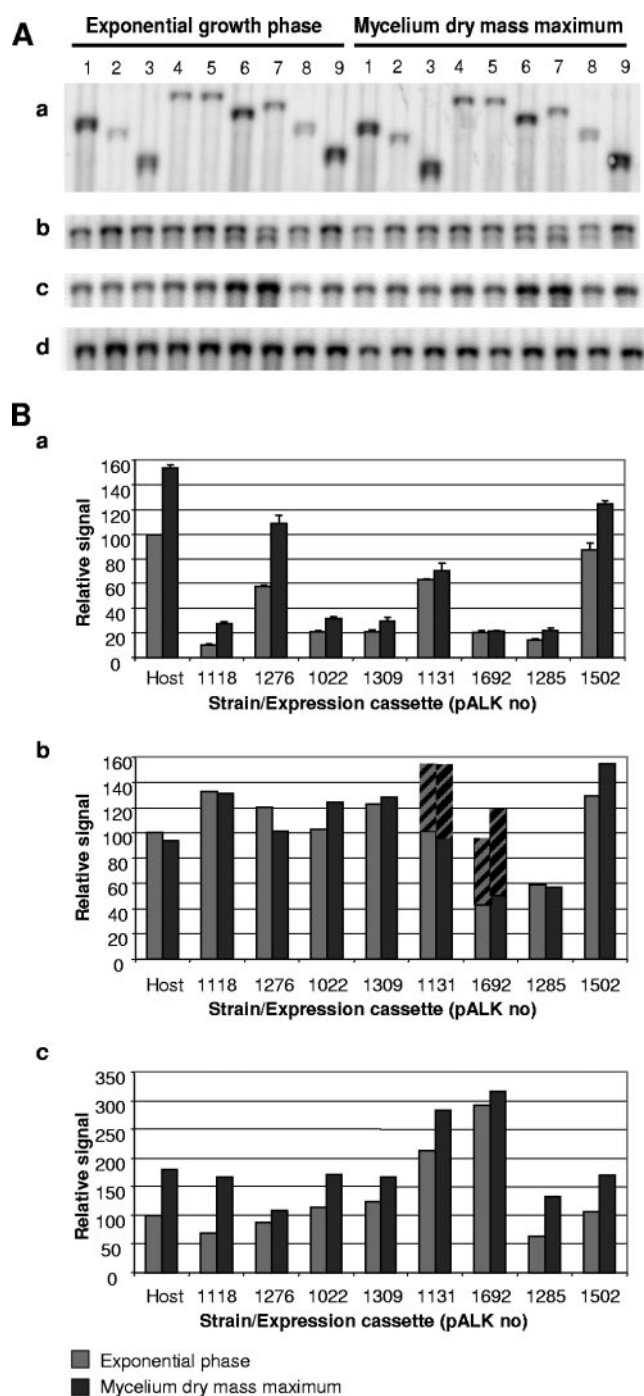 A
Exponential growth phase Mycelium dry mass maximum
1 2 3 4 5 6 7 8 9 1 2 3 4 5 6 7 8 9
a
b
c
d
B
a
160
140
120
100
80
60
40
20
0
Relative signal
Host 1118 1276 1022 1309 1131 1692 1285 1502
Strain/Expression cassette (pALK no)
b
160
140
120
100
80
60
40
20
0
Relative signal
Host 1118 1276 1022 1309 1131 1692 1285 1502
Strain/Expression cassette (pALK no)
c
350
300
250
200
150
100
50
0
Relative signal
Host 1118 1276 1022 1309 1131 1692 1285 1502
Strain/Expression cassette (pALK no)
Exponential phase
Mycelium dry mass maximum